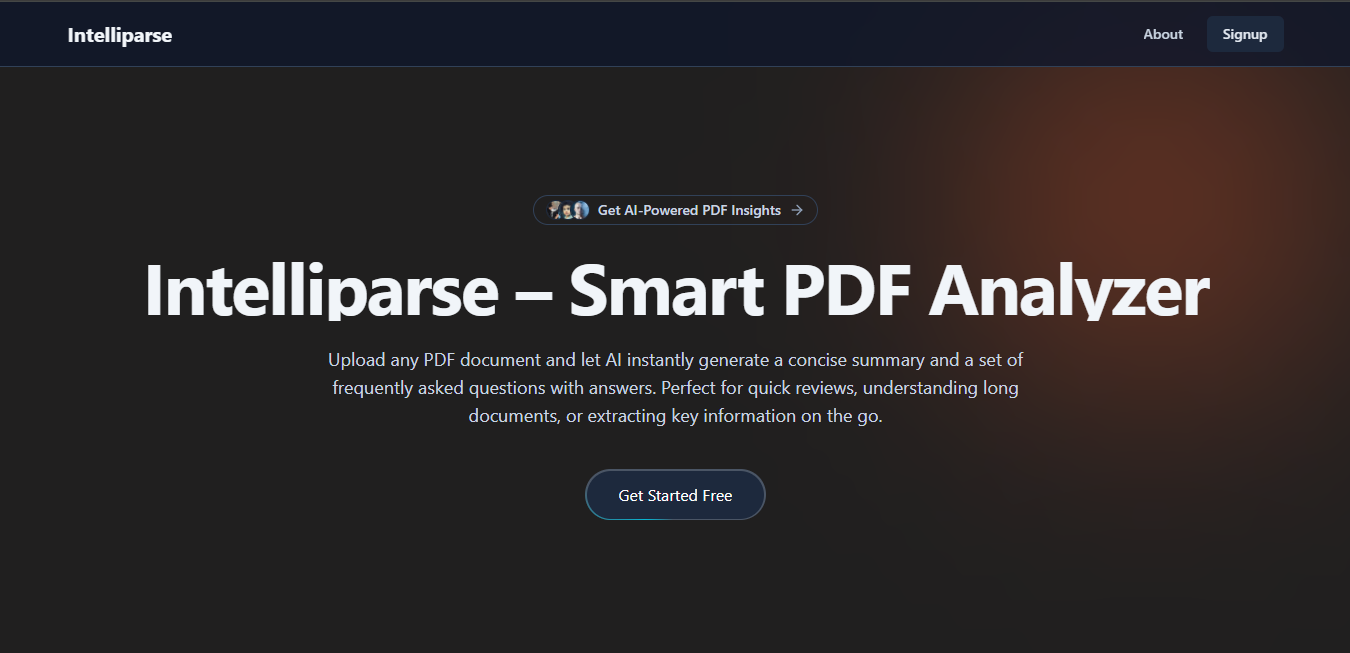 Intelliparse
About
Signup
Get AI-Powered PDF Insights →
Intelliparse – Smart PDF Analyzer
Upload any PDF document and let AI instantly generate a concise summary and a set of
frequently asked questions with answers. Perfect for quick reviews, understanding long
documents, or extracting key information on the go.
Get Started Free